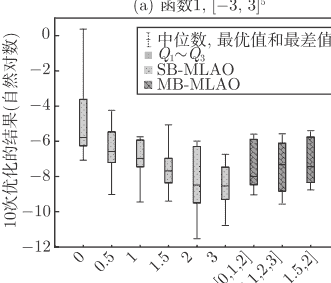 (a) 函数1, [−3, 3]⁵
中位数, 最优值和最差值
Q₁~Q₃
SB-MLAO
MB-MLAO
10次优化的结果(自然对数)
0
−2
−4
−6
−8
−10
−12
0
0.5
1
1.5
2
3
[0,1,2]
1,2,3]
1.5,2]